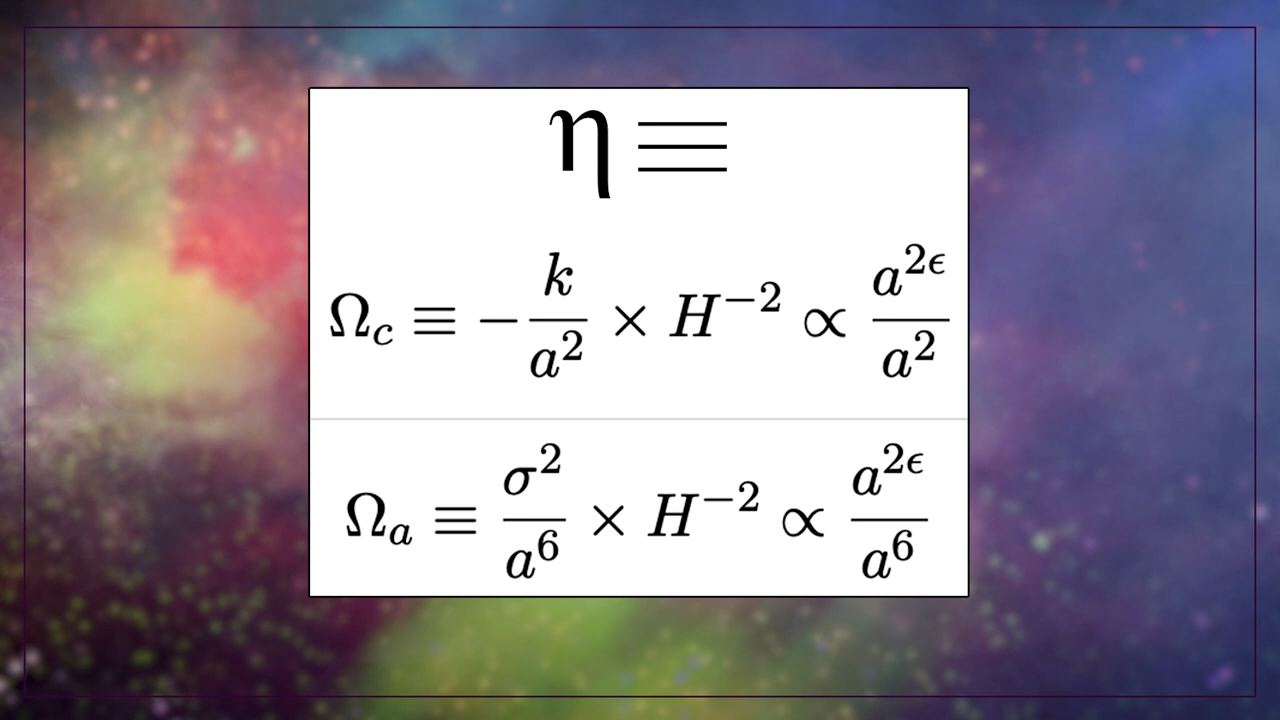 η ≡
Ω_c ≡ −k/a² × H⁻² ∝ a^{2ϵ}/a²
Ω_a ≡ σ²/a⁶ × H⁻² ∝ a^{2ϵ}/a⁶